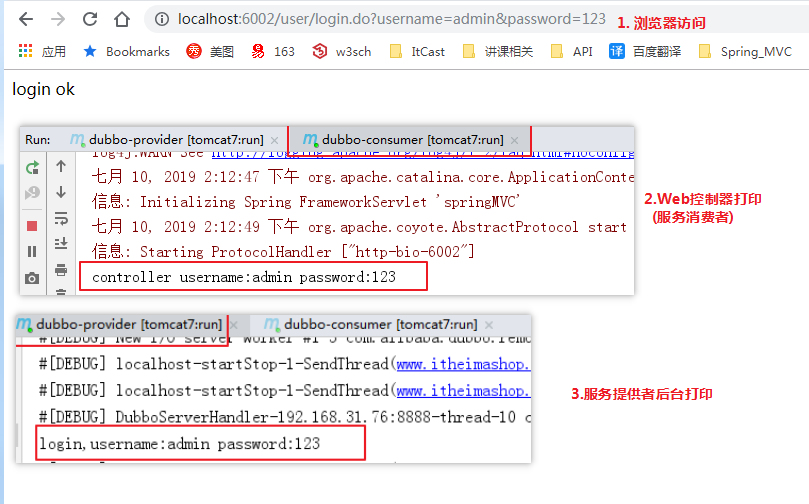 localhost:6002/user/login.do?username=admin&password=123
1. 浏览器访问
应用 Bookmarks 美图 163 w3sch ItCast 讲课相关 API 译 百度翻译 Spring_MVC
login ok
Run: dubbo-provider [tomcat7:run] × dubbo-consumer [tomcat7:run] ×
log4j:WARN See http://logging.apache.org/log4j/1.2/faq.html#noconfig
七月 10, 2019 2:12:47 下午 org.apache.catalina.core.ApplicationConte
信息: Initializing Spring FrameworkServlet 'springMVC'
七月 10, 2019 2:12:49 下午 org.apache.coyote.AbstractProtocol start
信息: Starting ProtocolHandler ["http-bio-6002"]
controller username:admin password:123
2.Web控制器打印
(服务消费者)
dubbo-provider [tomcat7:run] × dubbo-consumer [tomcat7:run] ×
#[DEBUG] New I/O server worker #1-3 com.alibaba.dubbo.remo
#[DEBUG] localhost-startStop-1-SendThread(www.itheimashop.
#[DEBUG] localhost-startStop-1-SendThread(www.itheimashop.
#[DEBUG] DubboServerHandler-192.168.31.76:8888-thread-10 c
login,username:admin password:123
3.服务提供者后台打印